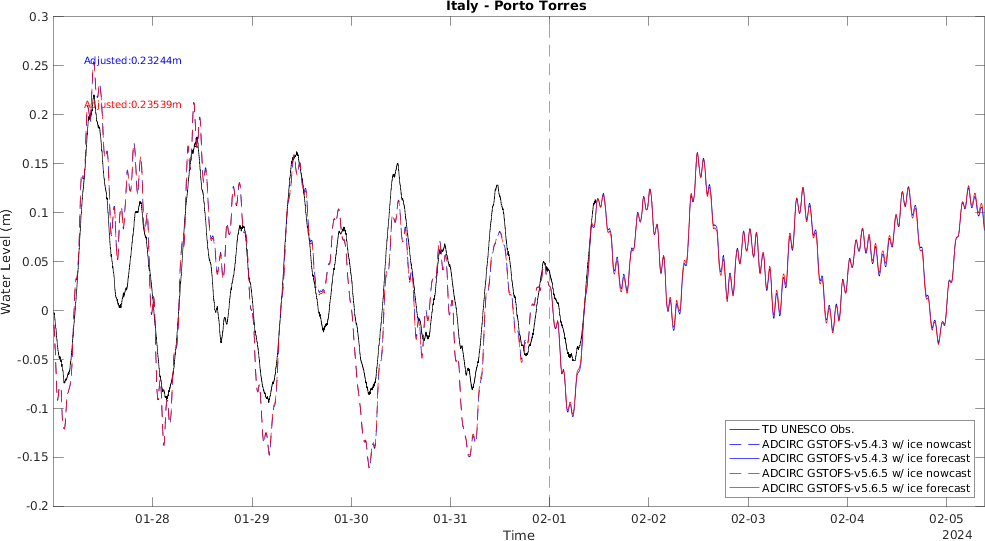 Italy - Porto Torres
0.3
0.25
0.2
0.15
0.1
0.05
0
-0.05
-0.1
-0.15
-0.2
Water Level (m)
Adjusted:0.23244m
Adjusted:0.23539m
TD UNESCO Obs.
ADCIRC GSTOFS-v5.4.3 w/ ice nowcast
ADCIRC GSTOFS-v5.4.3 w/ ice forecast
ADCIRC GSTOFS-v5.6.5 w/ ice nowcast
ADCIRC GSTOFS-v5.6.5 w/ ice forecast
01-28 01-29 01-30 01-31 02-01 02-02 02-03 02-04 02-05
Time
2024